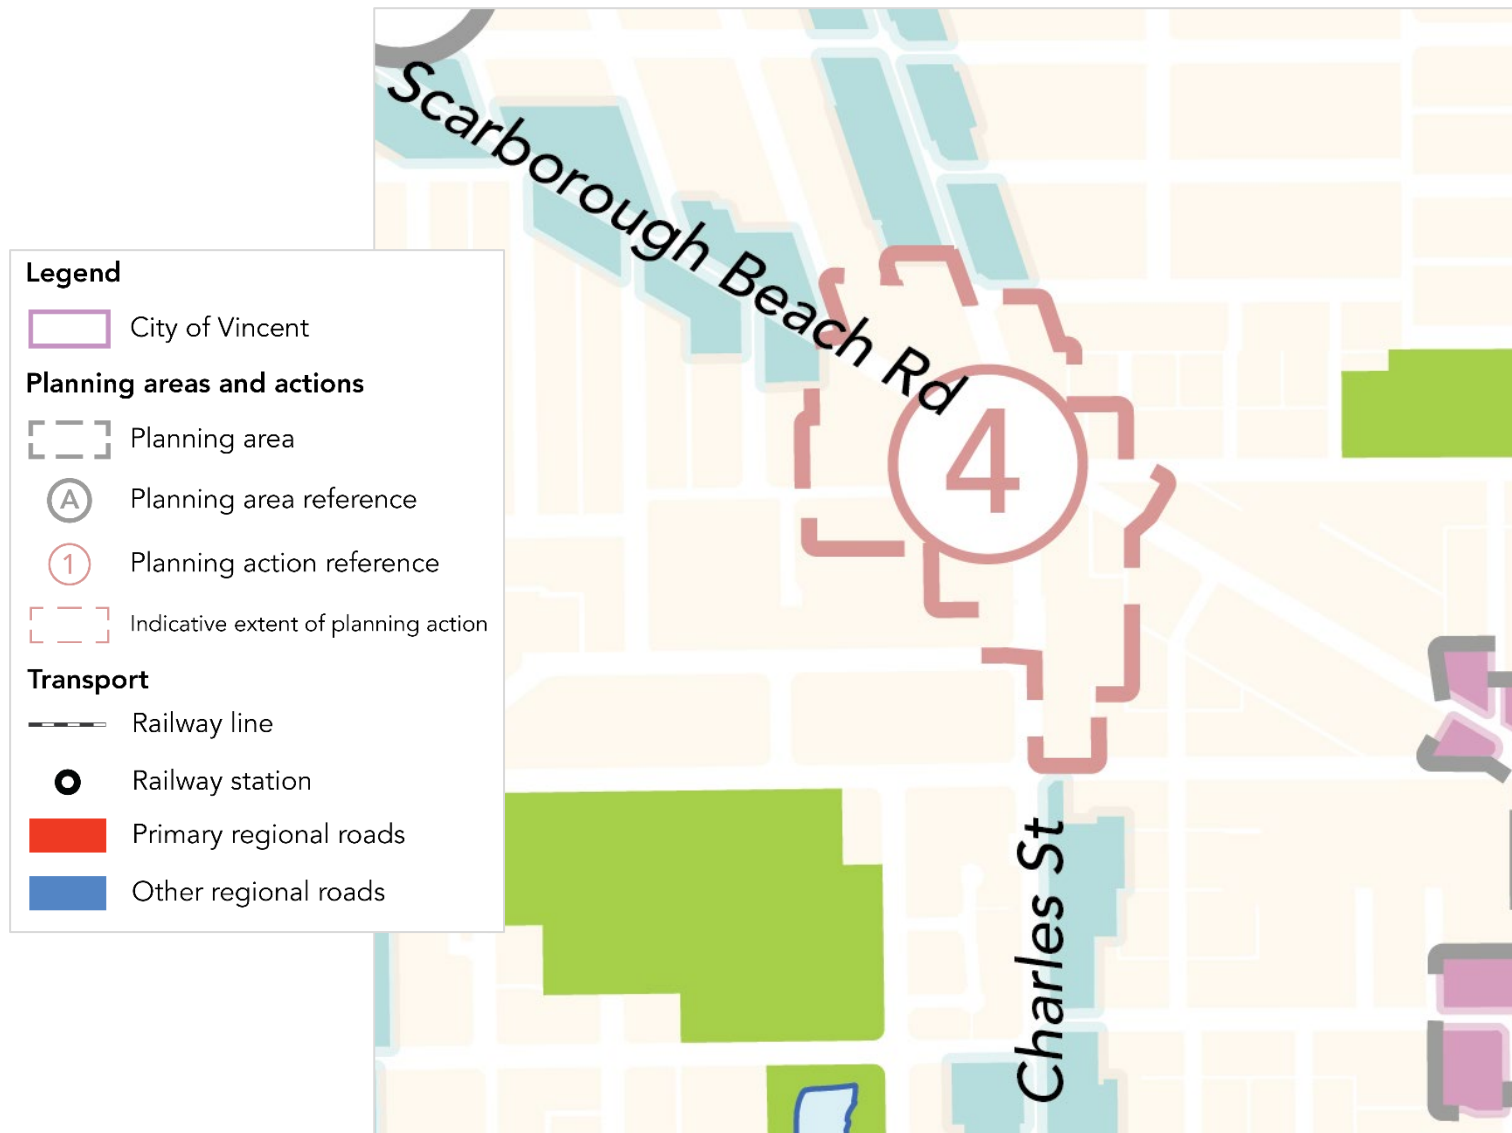 Scarborough Beach Rd
4
Charles St
Legend
City of Vincent
Planning areas and actions
Planning area
A
Planning area reference
1
Planning action reference
Indicative extent of planning action
Transport
Railway line
Railway station
Primary regional roads
Other regional roads